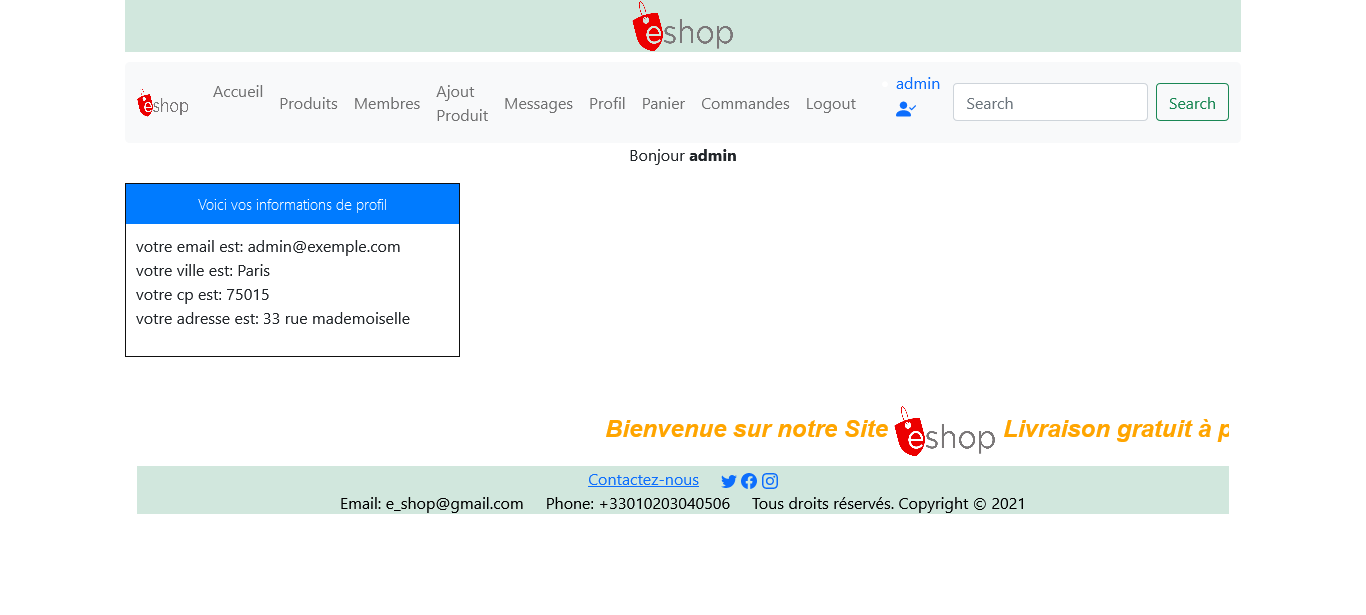 eshop
eshop Accueil Produits Membres Ajout Produit Messages Profil Panier Commandes Logout admin Search Search
Bonjour admin
Voici vos informations de profil
votre email est: admin@exemple.com
votre ville est: Paris
votre cp est: 75015
votre adresse est: 33 rue mademoiselle
Bienvenue sur notre Site eshop Livraison gratuit à p
Contactez-nous
Email: e_shop@gmail.com Phone: +33010203040506 Tous droits réservés. Copyright © 2021